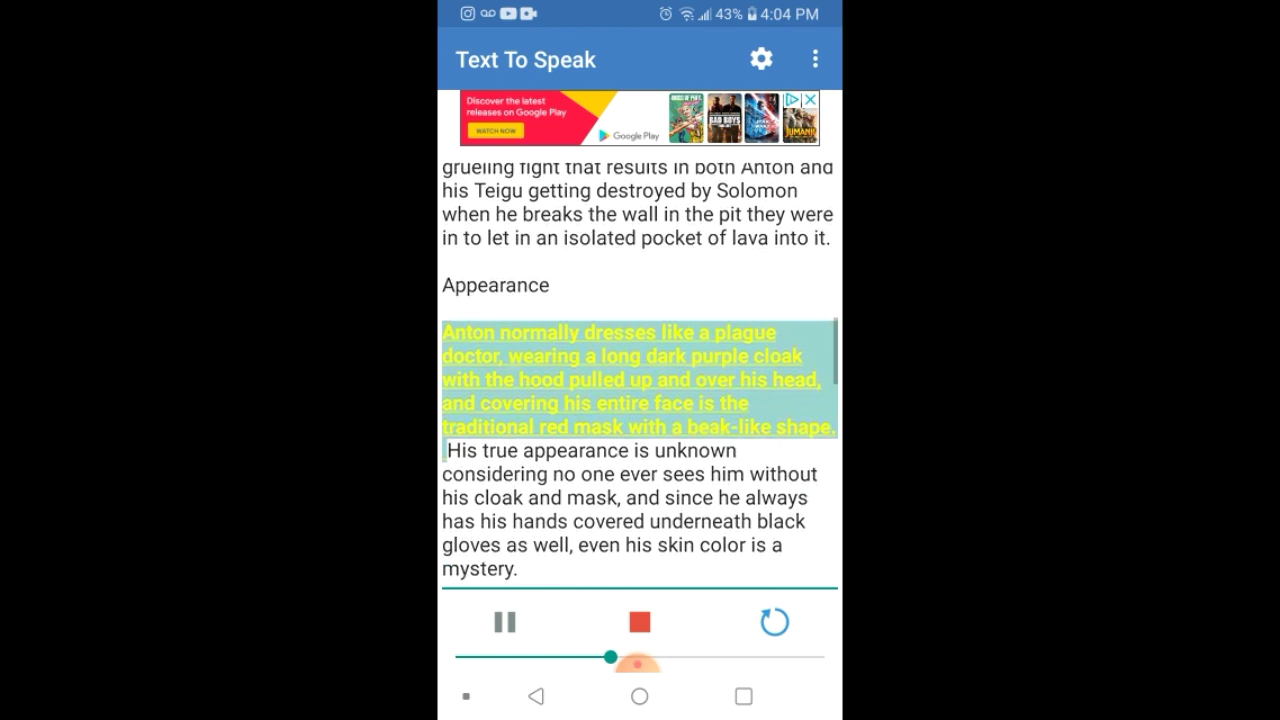 43% 4:04 PM
Text To Speak
Discover the latest
releases on Google Play
WATCH NOW
Google Play
BAD BOYS
JUMANJI
grueling fight that results in both Anton and
his Teigu getting destroyed by Solomon
when he breaks the wall in the pit they were
in to let in an isolated pocket of lava into it.
Appearance
Anton normally dresses like a plague
doctor, wearing a long dark purple cloak
with the hood pulled up and over his head,
and covering his entire face is the
traditional red mask with a beak-like shape.
His true appearance is unknown
considering no one ever sees him without
his cloak and mask, and since he always
has his hands covered underneath black
gloves as well, even his skin color is a
mystery.